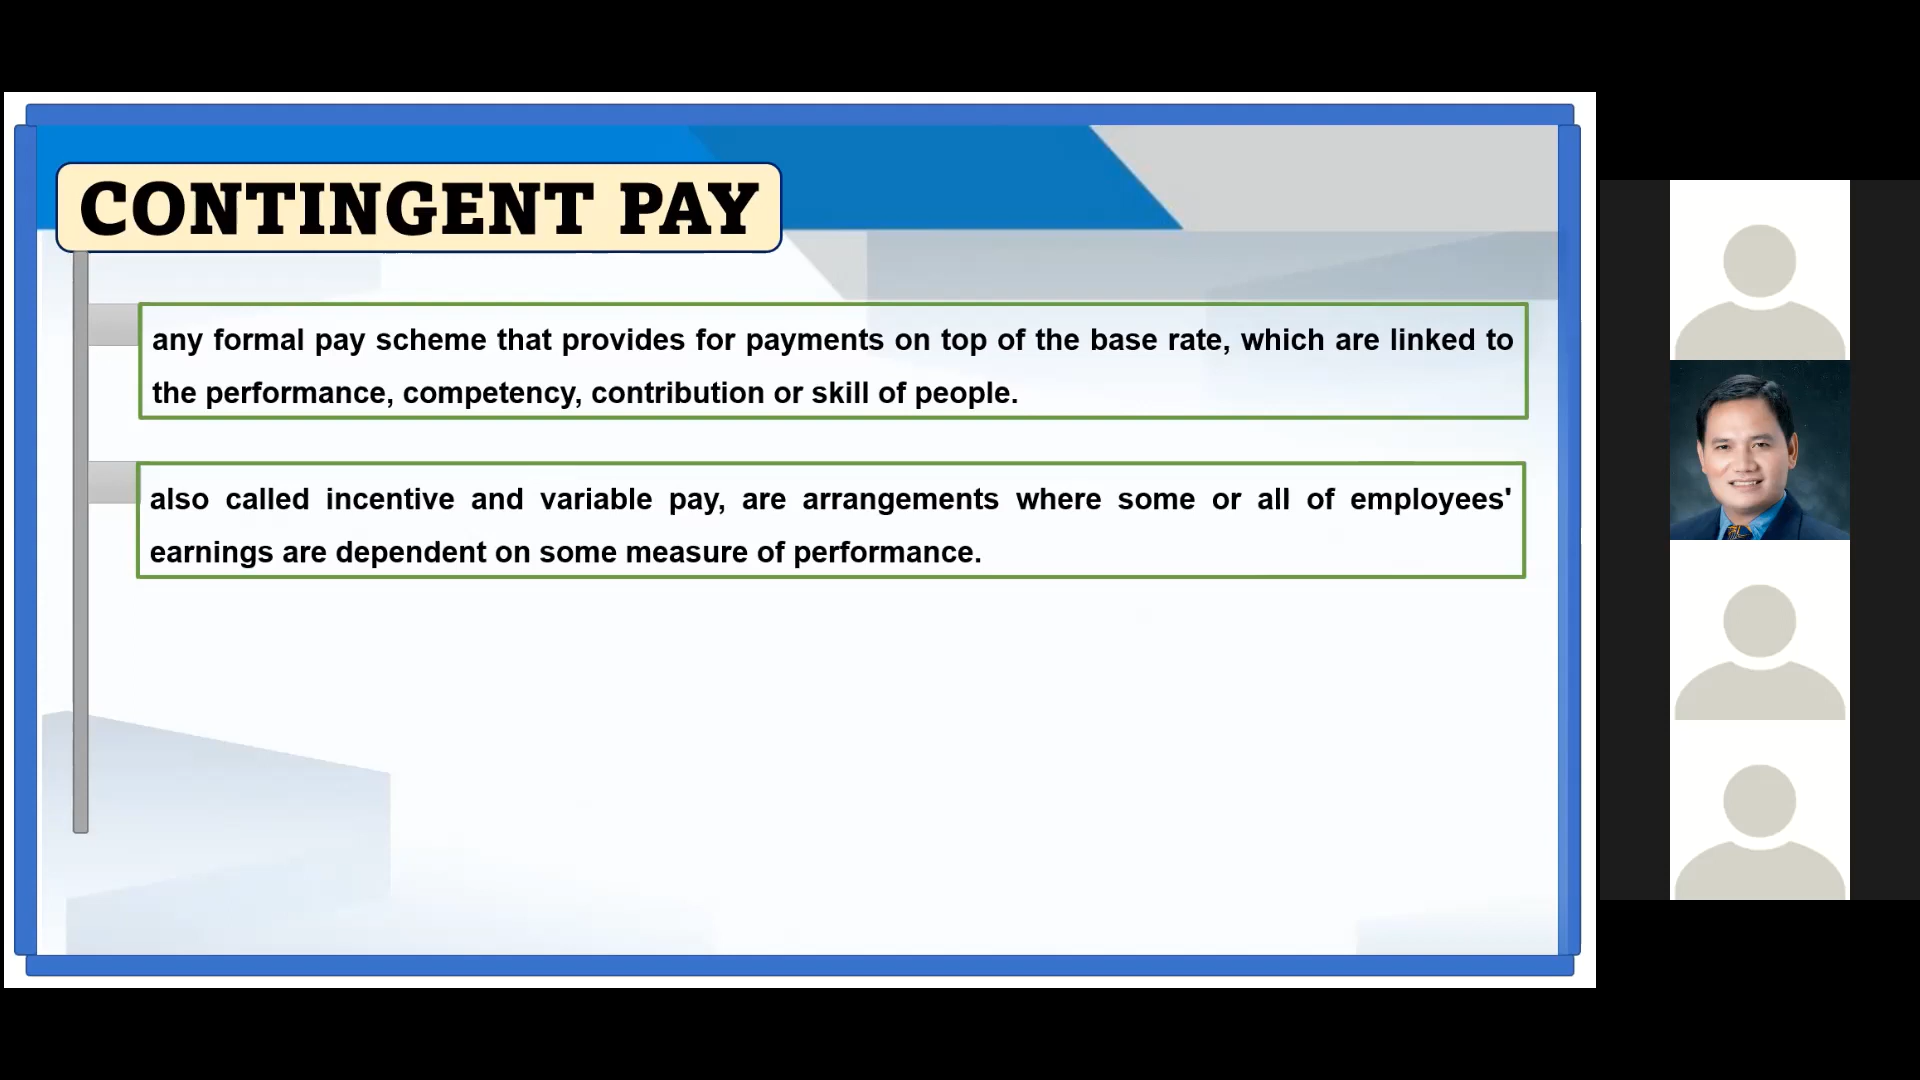 CONTINGENT PAY
any formal pay scheme that provides for payments on top of the base rate, which are linked to
the performance, competency, contribution or skill of people.
also called incentive and variable pay, are arrangements where some or all of employees'
earnings are dependent on some measure of performance.